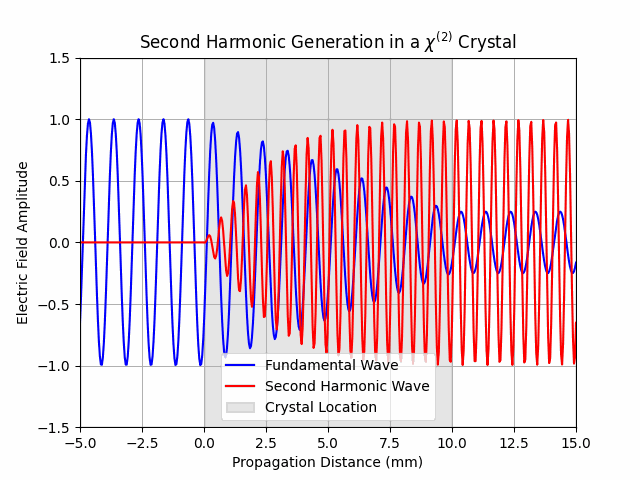 Second Harmonic Generation in a χ^(2) Crystal
1.5
1.0
0.5
0.0
−0.5
−1.0
−1.5
Electric Field Amplitude
Fundamental Wave
Second Harmonic Wave
Crystal Location
−5.0 −2.5 0.0 2.5 5.0 7.5 10.0 12.5 15.0
Propagation Distance (mm)